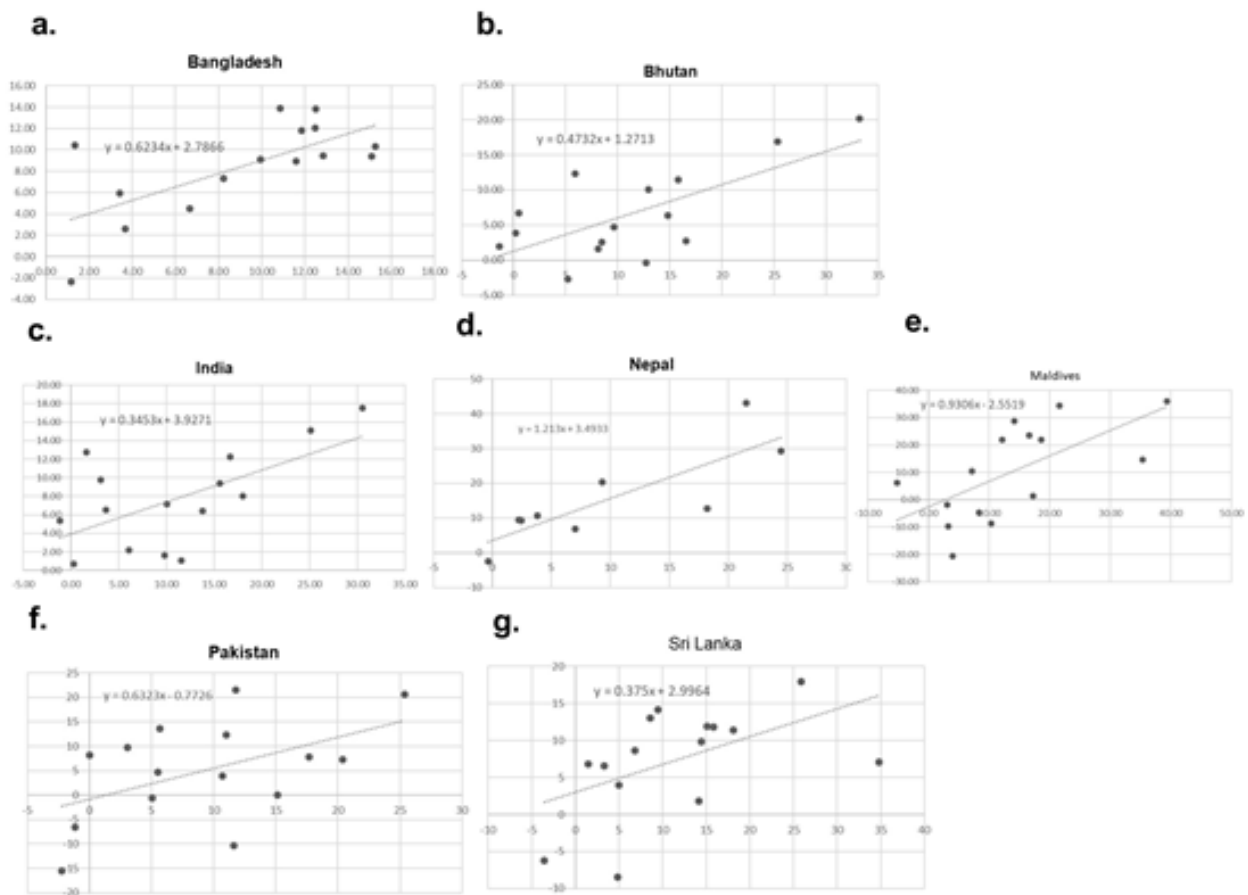 a.
b.
Bangladesh
Bhutan
16.00
14.00
12.00
10.00
8.00
6.00
4.00
2.00
0.00
-2.00
-4.00
0.00 2.00 4.00 6.00 8.00 10.00 12.00 14.00 16.00 18.00
y = 0.6234x + 2.7866
25.00
20.00
15.00
10.00
5.00
0.00
-5.00
-5 0 5 10 15 20 25 30 35
y = 0.4732x + 1.2713
c.
d.
e.
India
Nepal
Maldives
20.00
18.00
16.00
14.00
12.00
10.00
8.00
6.00
4.00
2.00
0.00
-5.00 0.00 5.00 10.00 15.00 20.00 25.00 30.00 35.00
y = 0.3453x + 3.9271
50
40
30
20
10
0
-10
-5 0 5 10 15 20 25
y = 1.213x + 3.4933
40.00
30.00
20.00
10.00
0.00
-10.00
-20.00
-30.00
-10.00 0.00 10.00 20.00 30.00 40.00 50.00
y = 0.9306x - 2.5519
f.
g.
Pakistan
Sri Lanka
25
20
15
10
5
0
-5
-10
-15
-20
-5 0 5 10 15 20 25 30
y = 0.6323x - 0.7726
20
15
10
5
0
-5
-10
-10 -5 0 5 10 15 20 25 30 35 40
y = 0.375x + 2.9964